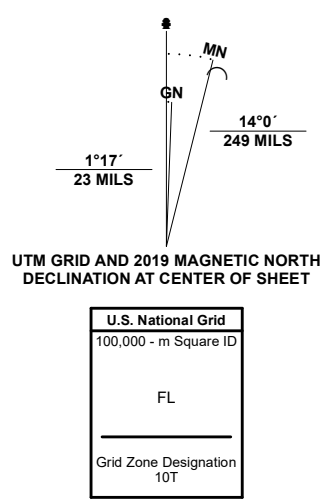 MN
GN
14°0´
249 MILS
1°17´
23 MILS
UTM GRID AND 2019 MAGNETIC NORTH
DECLINATION AT CENTER OF SHEET
U.S. National Grid
100,000 - m Square ID
FL
Grid Zone Designation
10T